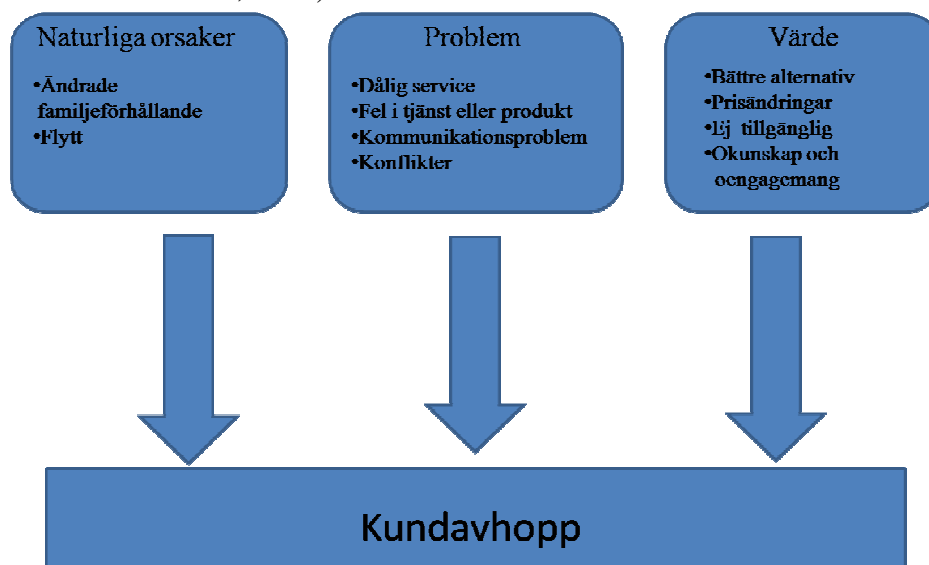 Naturliga orsaker
•Ändrade
familjeförhållande
•Flytt
Problem
•Dålig service
•Fel i tjänst eller produkt
•Kommunikationsproblem
•Konflikter
Värde
•Bättre alternativ
•Prisändringar
•Ej tillgänglig
•Okunskap och
oengagemang
Kundavhopp